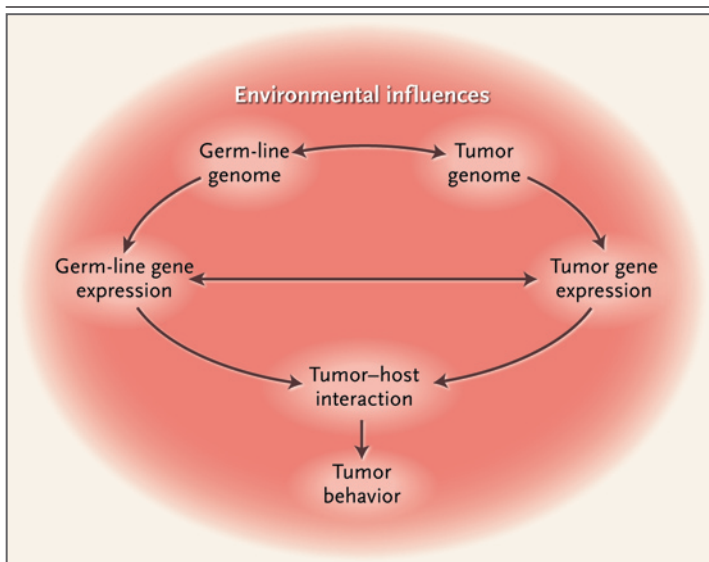 Environmental influences
Germ-line
genome
Tumor
genome
Germ-line gene
expression
Tumor gene
expression
Tumor–host
interaction
Tumor
behavior